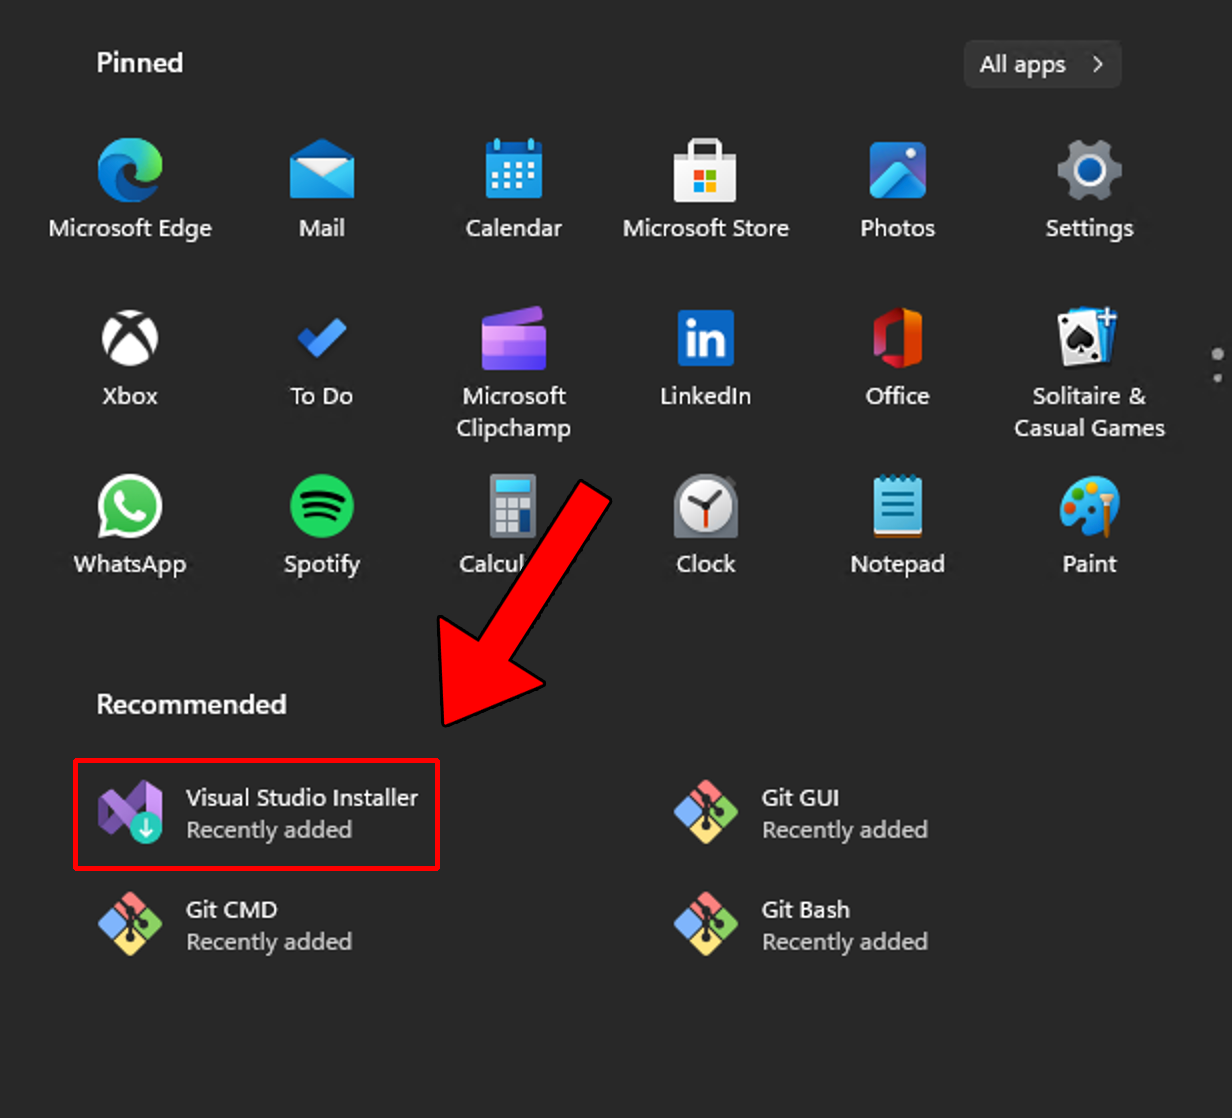 Pinned
All apps
Microsoft Edge
Mail
Calendar
Microsoft Store
Photos
Settings
Xbox
To Do
Microsoft
Clipchamp
LinkedIn
Office
Solitaire &
Casual Games
WhatsApp
Spotify
Calcul
Clock
Notepad
Paint
Recommended
Visual Studio Installer
Recently added
Git GUI
Recently added
Git CMD
Recently added
Git Bash
Recently added